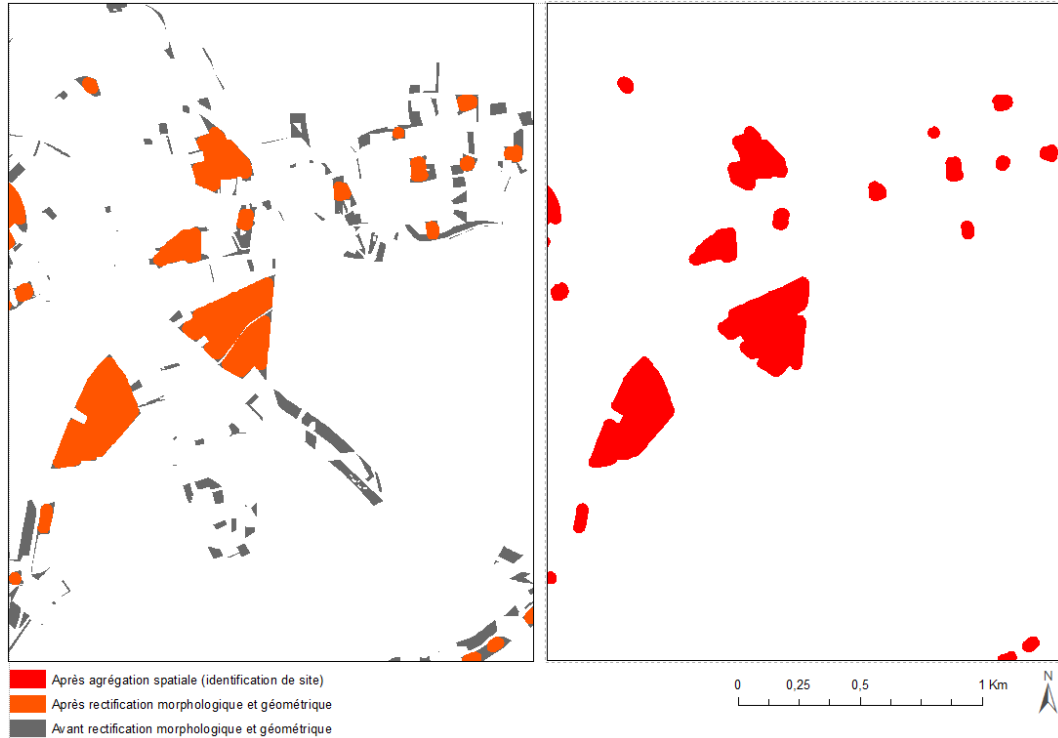 Après agrégation spatiale (identification de site)
Après rectification morphologique et géométrique
Avant rectification morphologique et géométrique
0 0,25 0,5 1 Km
N